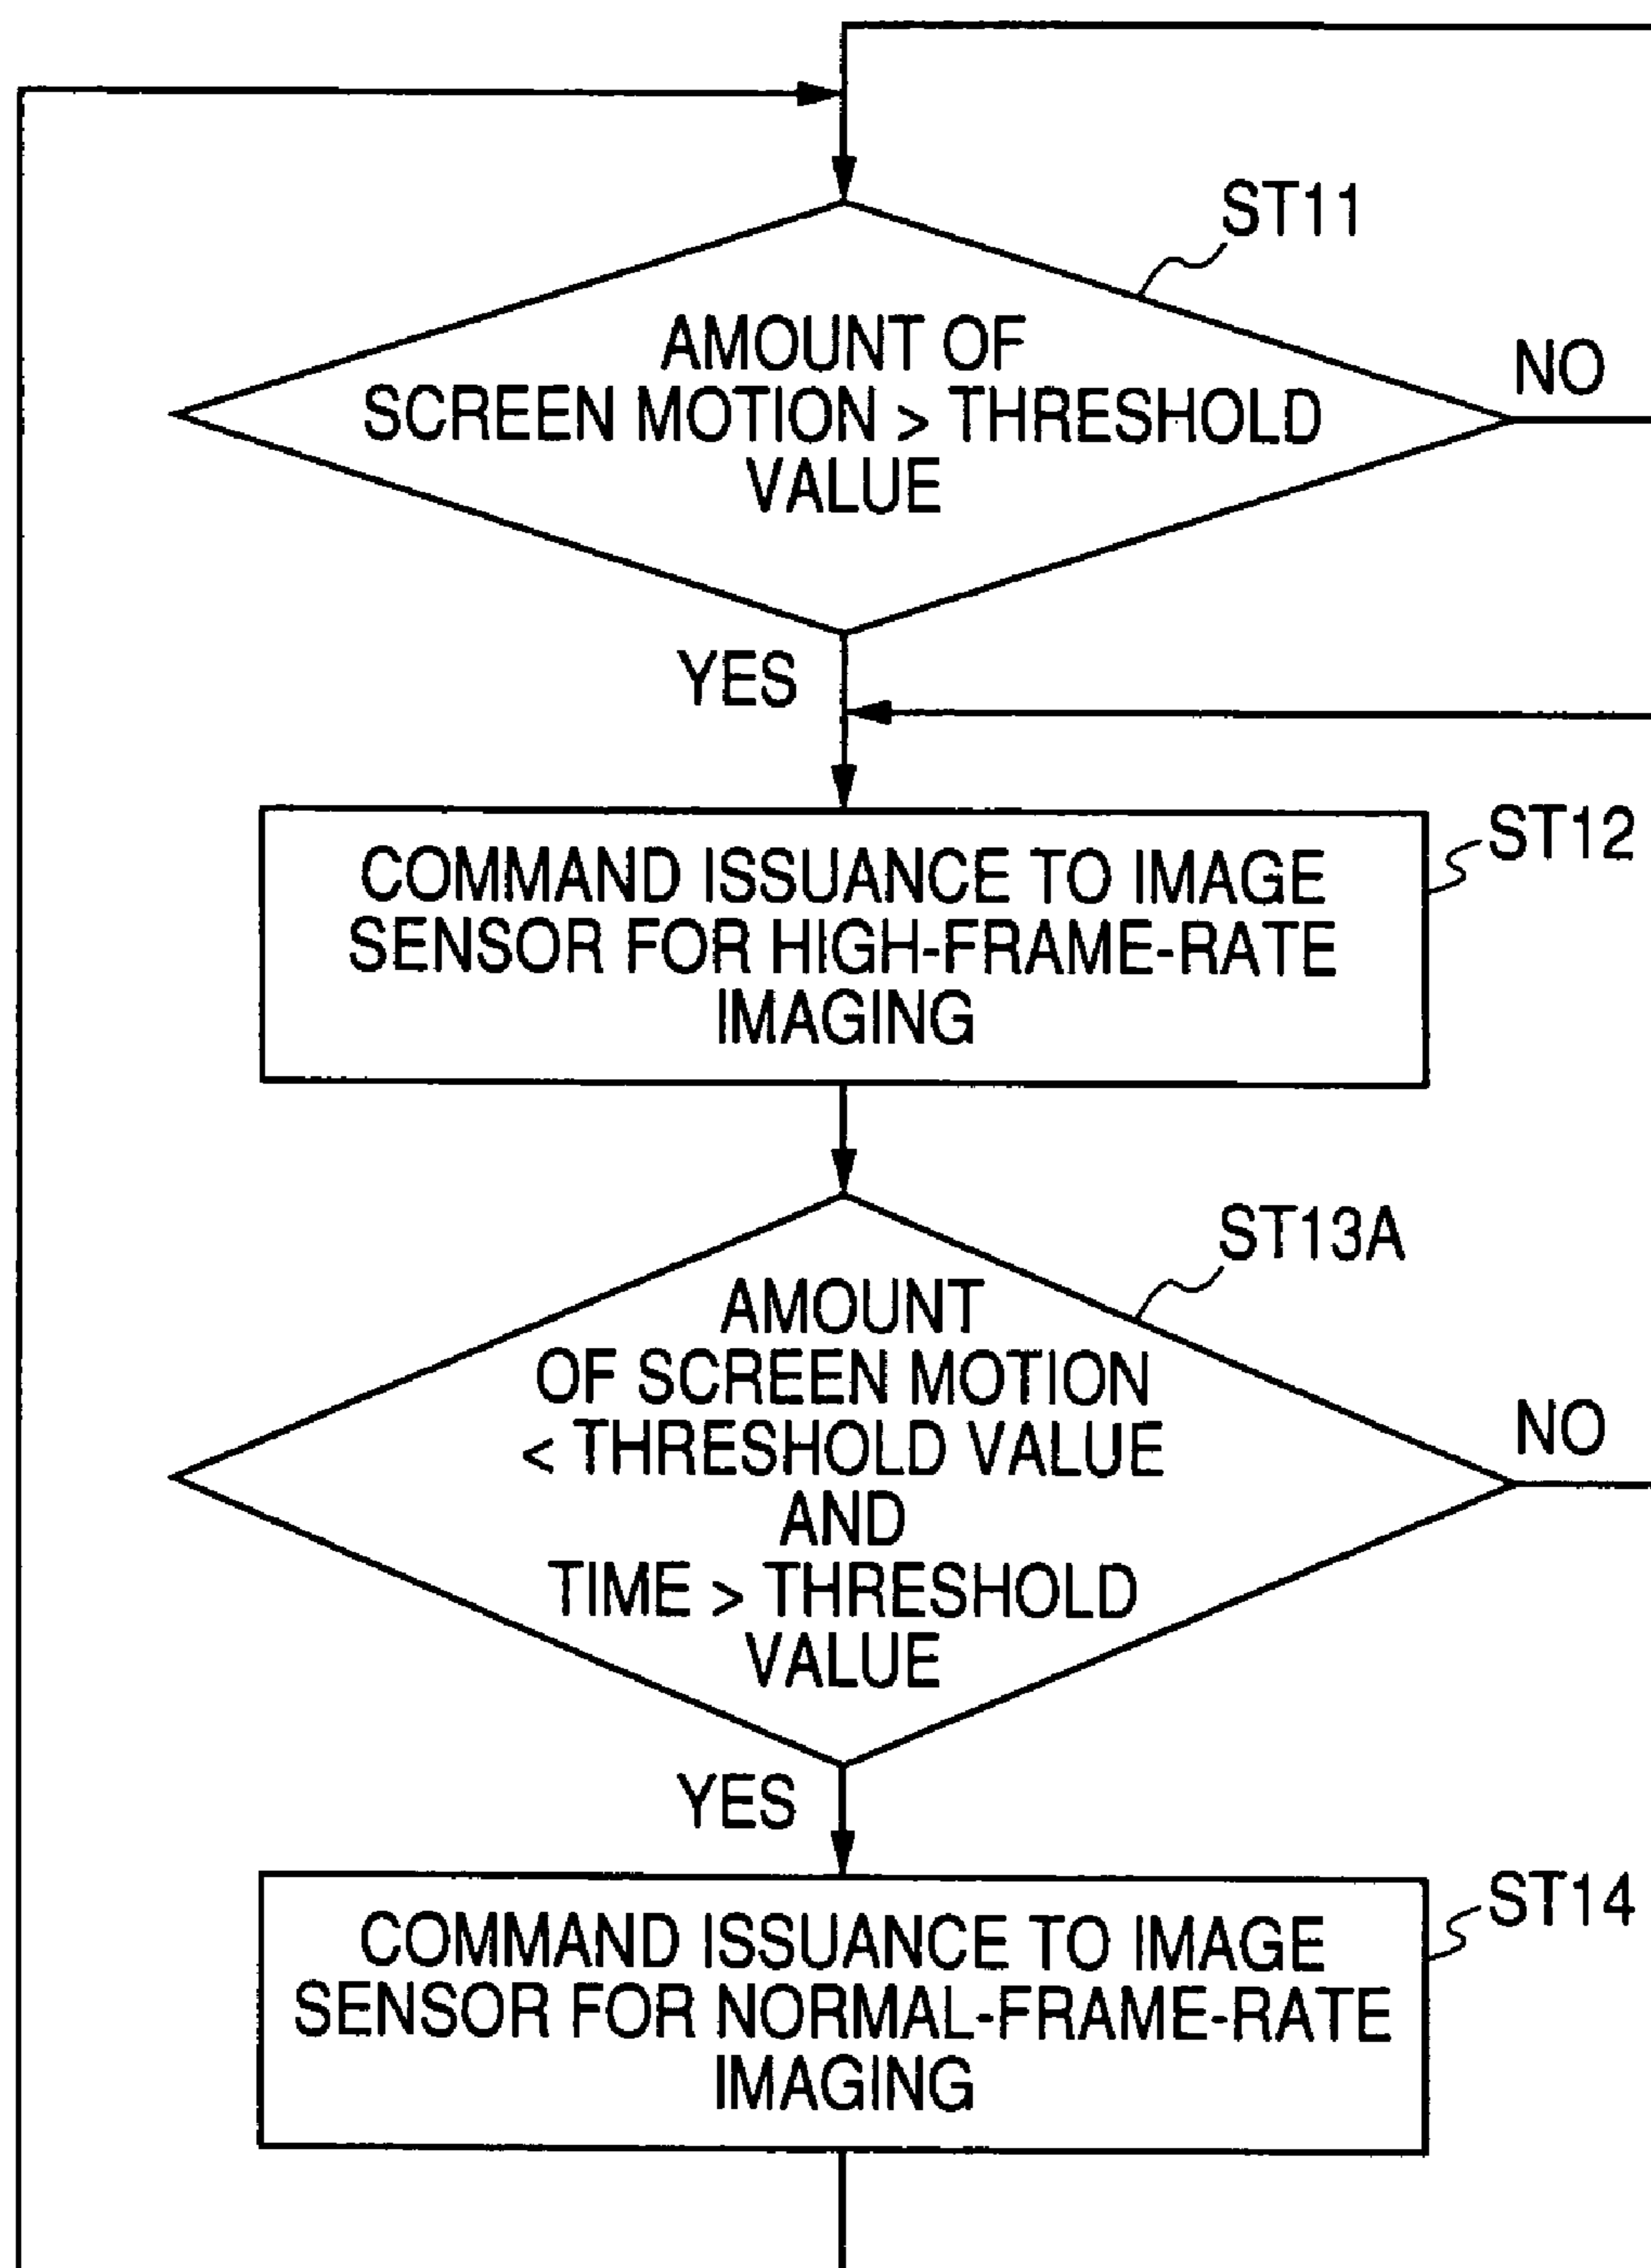 ST11
AMOUNT OF
SCREEN MOTION > THRESHOLD
VALUE
NO
YES
ST12
COMMAND ISSUANCE TO IMAGE
SENSOR FOR HIGH-FRAME-RATE
IMAGING
ST13A
AMOUNT
OF SCREEN MOTION
< THRESHOLD VALUE
AND
TIME > THRESHOLD
VALUE
NO
YES
ST14
COMMAND ISSUANCE TO IMAGE
SENSOR FOR NORMAL-FRAME-RATE
IMAGING